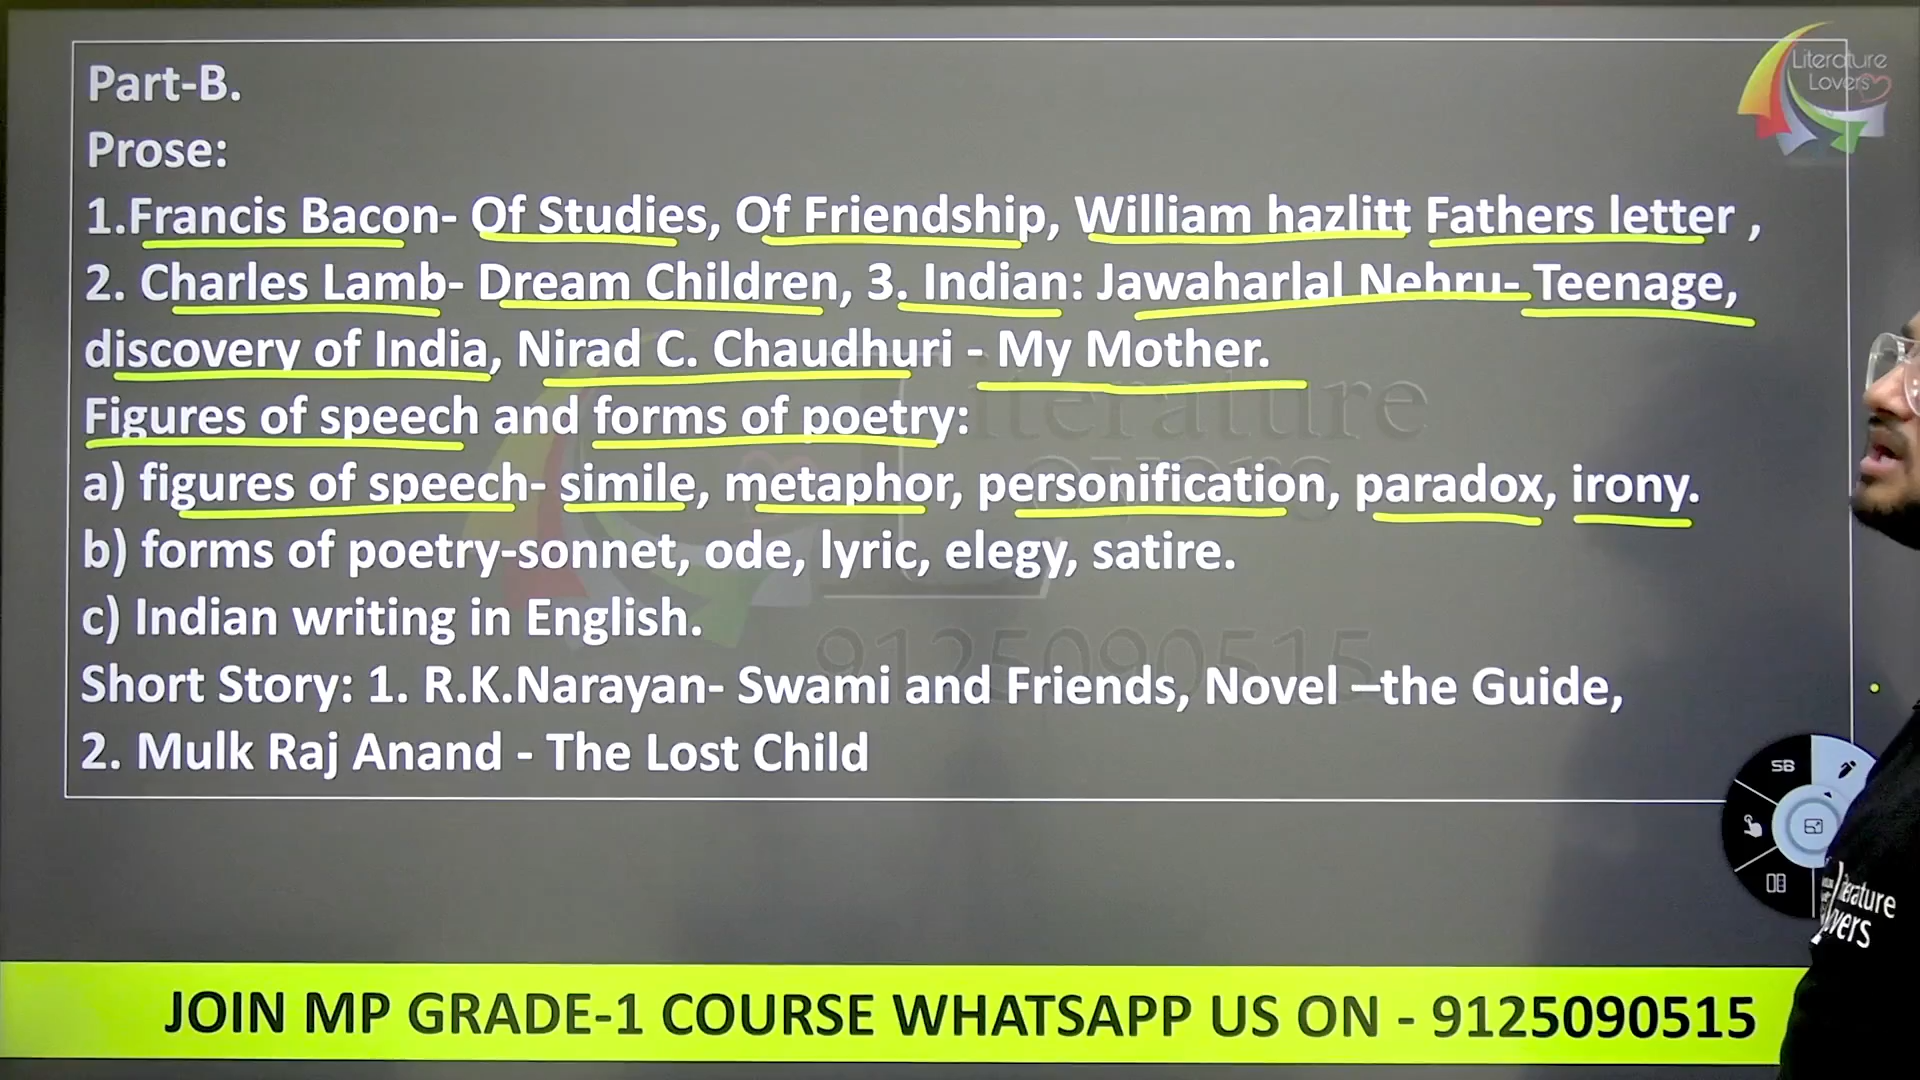 Literature
Lovers
Part-B.
Prose:
1.Francis Bacon- Of Studies, Of Friendship, William hazlitt Fathers letter ,
2. Charles Lamb- Dream Children, 3. Indian: Jawaharlal Nehru- Teenage,
discovery of India, Nirad C. Chaudhuri - My Mother.
Figures of speech and forms of poetry:
a) figures of speech- simile, metaphor, personification, paradox, irony.
b) forms of poetry-sonnet, ode, lyric, elegy, satire.
c) Indian writing in English.
Short Story: 1. R.K.Narayan- Swami and Friends, Novel –the Guide,
2. Mulk Raj Anand - The Lost Child
Literature
Lovers
9125090515
SB
JOIN MP GRADE-1 COURSE WHATSAPP US ON - 9125090515